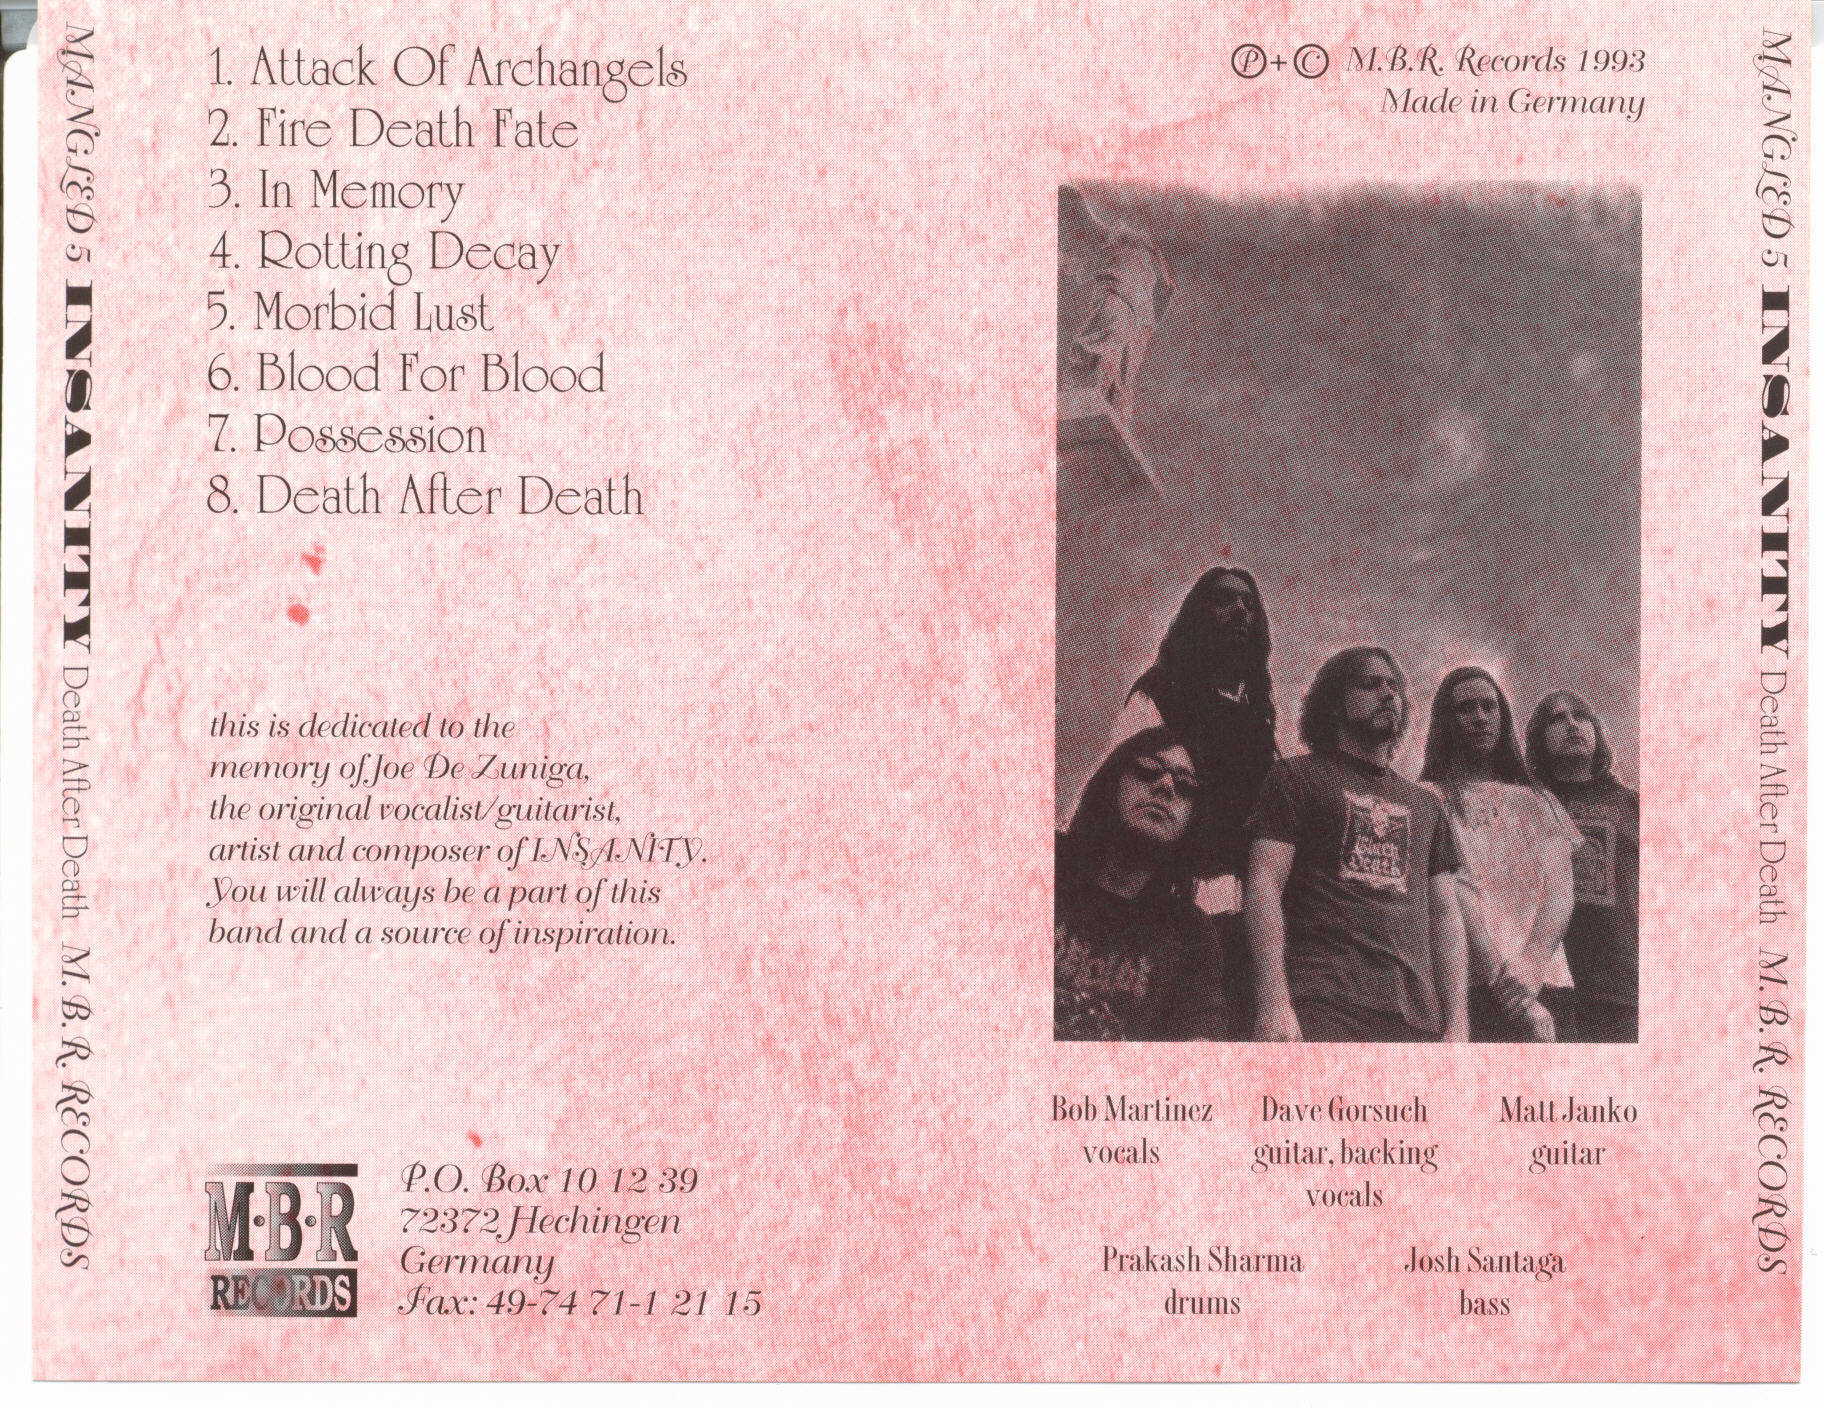 MANGLED 5 INSANITY Death After Death M.B.R. RECORDS
1. Attack Of Archangels
2. Fire Death Fate
3. In Memory
4. Rotting Decay
5. Morbid Lust
6. Blood For Blood
7. Possession
8. Death After Death
this is dedicated to the
memory of Joe De Zuniga,
the original vocalist/guitarist,
artist and composer of INSANITY.
You will always be a part of this
band and a source of inspiration.
M·B·R
RECORDS
P.O. Box 10 12 39
72372 Hechingen
Germany
Fax: 49-74 71-1 21 15
Ⓟ+© M.B.R. Records 1993
Made in Germany
Black
Death
Bob Martinez Dave Gorsuch Matt Janko
vocals guitar, backing guitar
vocals
Prakash Sharma Josh Santaga
drums bass
MANGLED 5 INSANITY Death After Death M.B.R. RECORDS